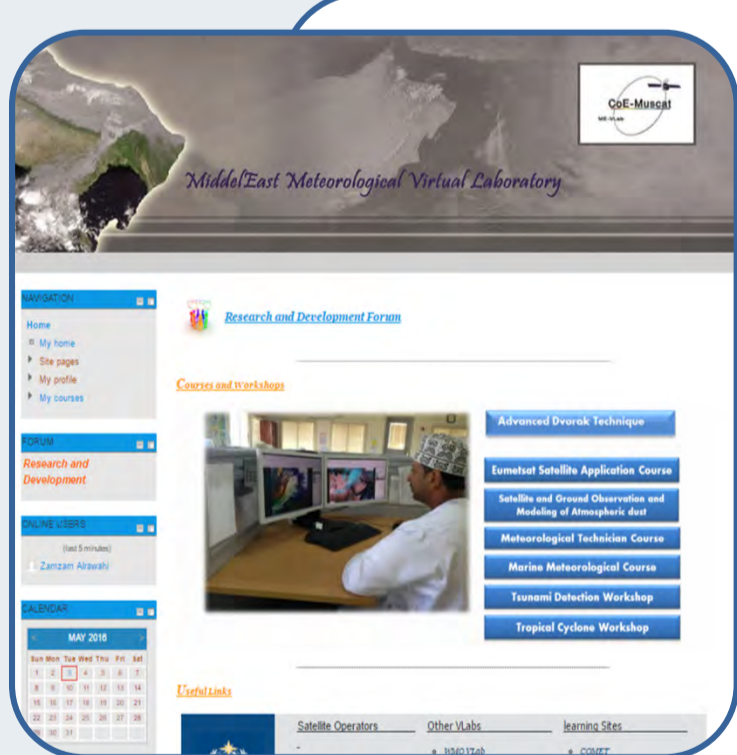 CoE-Muscat
ME-VLab
MiddelEast Meteorological Virtual Laboratory
NAVIGATION
Home
My home
Site pages
My profile
My courses
FORUM
Research and
Development
ONLINE USERS
(last 5 minutes)
Zamzam Alrawahi
CALENDAR
MAY 2016
Sun Mon Tue Wed Thu Fri Sat
1 2 3 4 5 6 7
8 9 10 11 12 13 14
15 16 17 18 19 20 21
22 23 24 25 26 27 28
29 30 31
Research and Development Forum
Courses and Workshops
Advanced Dvorak Technique
Eumetsat Satellite Application Course
Satellite and Ground Observation and
Modeling of Atmospheric dust
Meteorological Technician Course
Marine Meteorological Course
Tsunami Detection Workshop
Tropical Cyclone Workshop
Useful Links
Satellite Operators
Other VLabs
learning Sites
WMO VLab
COMET